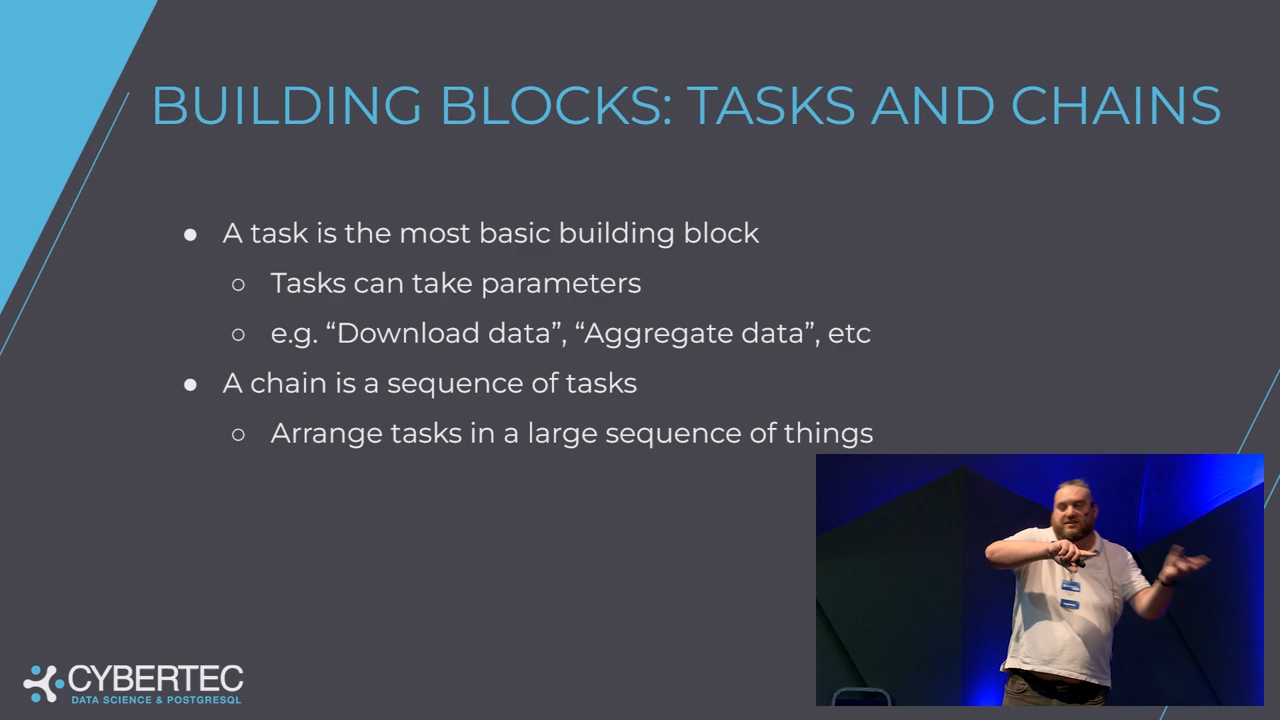 BUILDING BLOCKS: TASKS AND CHAINS
● A task is the most basic building block
○ Tasks can take parameters
○ e.g. “Download data”, “Aggregate data”, etc
● A chain is a sequence of tasks
○ Arrange tasks in a large sequence of things
CYBERTEC
DATA SCIENCE & POSTGRESQL